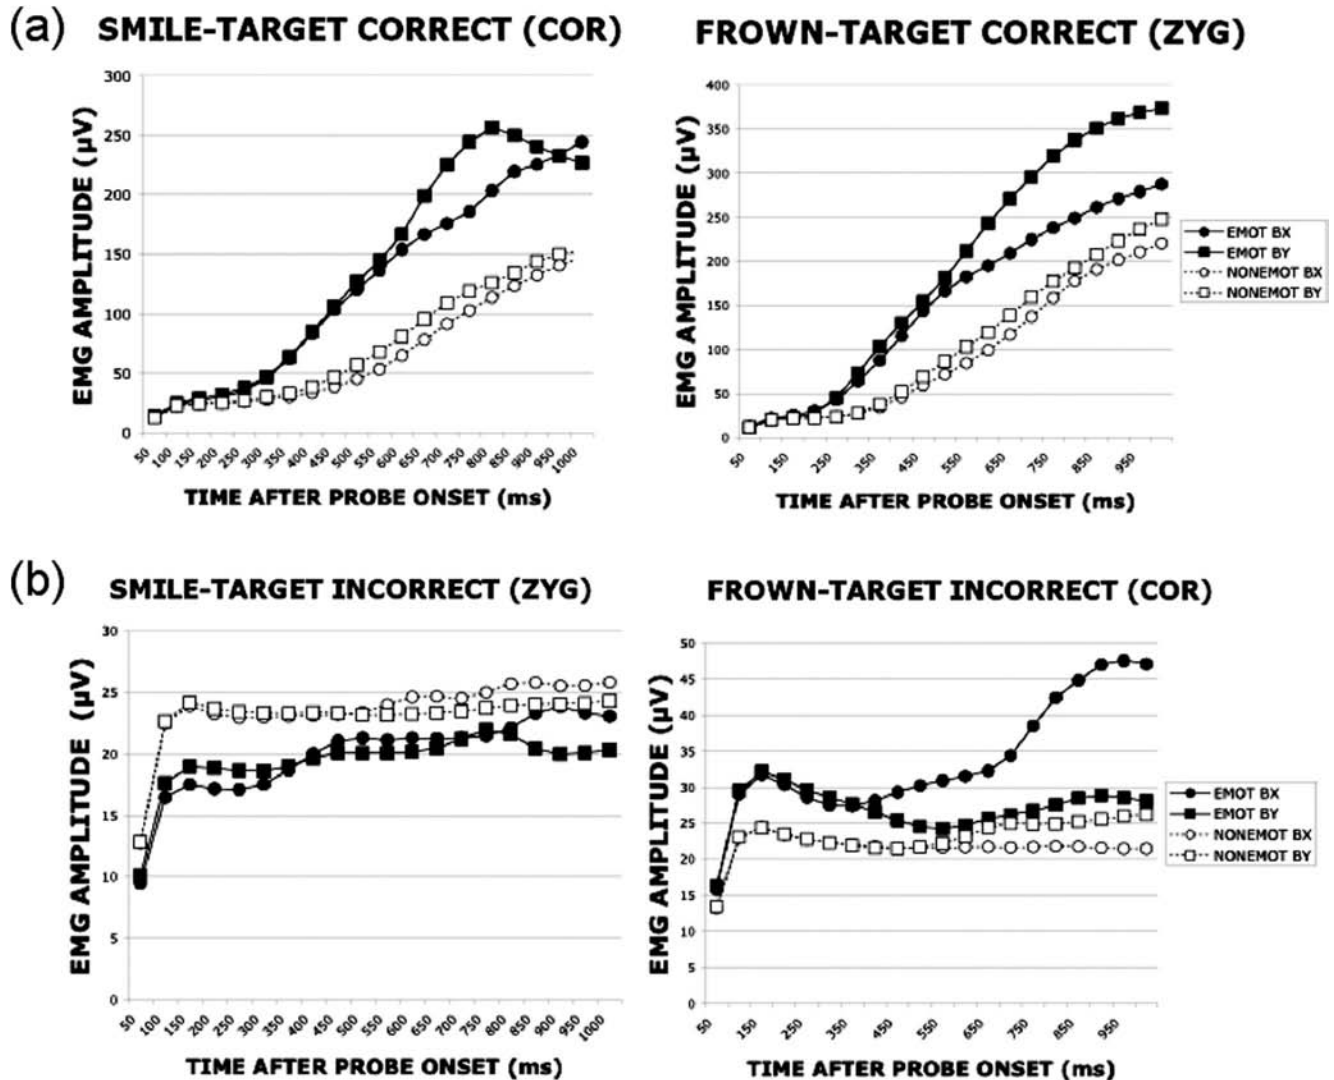 (a) SMILE-TARGET CORRECT (COR)
EMG AMPLITUDE (µV)
300
250
200
150
100
50
0
50 100 150 200 250 300 350 400 450 500 550 600 650 700 750 800 850 900 950 1000
TIME AFTER PROBE ONSET (ms)
FROWN-TARGET CORRECT (ZYG)
EMG AMPLITUDE (µV)
400
350
300
250
200
150
100
50
0
50 150 250 350 450 550 650 750 850 950
TIME AFTER PROBE ONSET (ms)
EMOT BX
EMOT BY
NONEMOT BX
NONEMOT BY
(b) SMILE-TARGET INCORRECT (ZYG)
EMG AMPLITUDE (µV)
30
25
20
15
10
5
0
50 100 150 200 250 300 350 400 450 500 550 600 650 700 750 800 850 900 950 1000
TIME AFTER PROBE ONSET (ms)
FROWN-TARGET INCORRECT (COR)
EMG AMPLITUDE (µV)
50
45
40
35
30
25
20
15
10
5
0
50 150 250 350 450 550 650 750 850 950
TIME AFTER PROBE ONSET (ms)
EMOT BX
EMOT BY
NONEMOT BX
NONEMOT BY